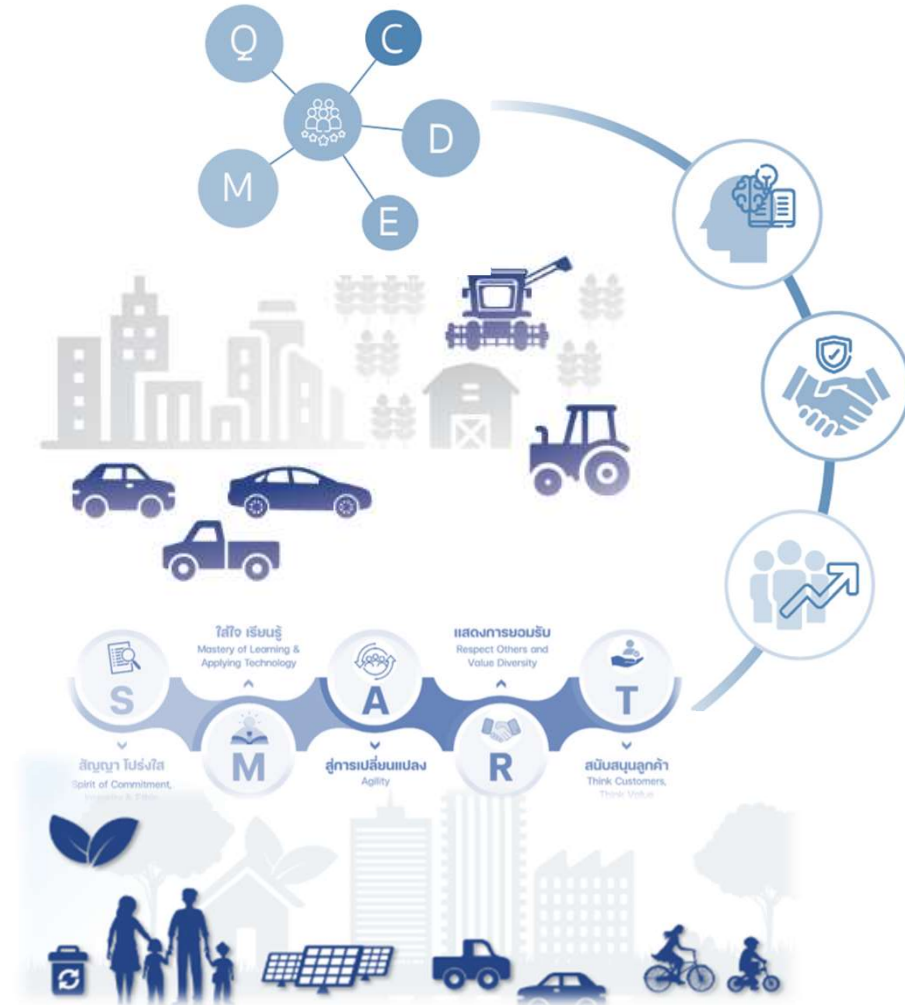 Q
C
D
M
E
ใส่ใจ เรียนรู้
Mastery of Learning &
Applying Technology
แสดงการยอมรับ
Respect Others and
Value Diversity
S
A
T
M
R
สัญญา โปร่งใส
Spirit of Commitment,
สู่การเปลี่ยนแปลง
Agility
สนับสนุนลูกค้า
Think Customers,
Think Value